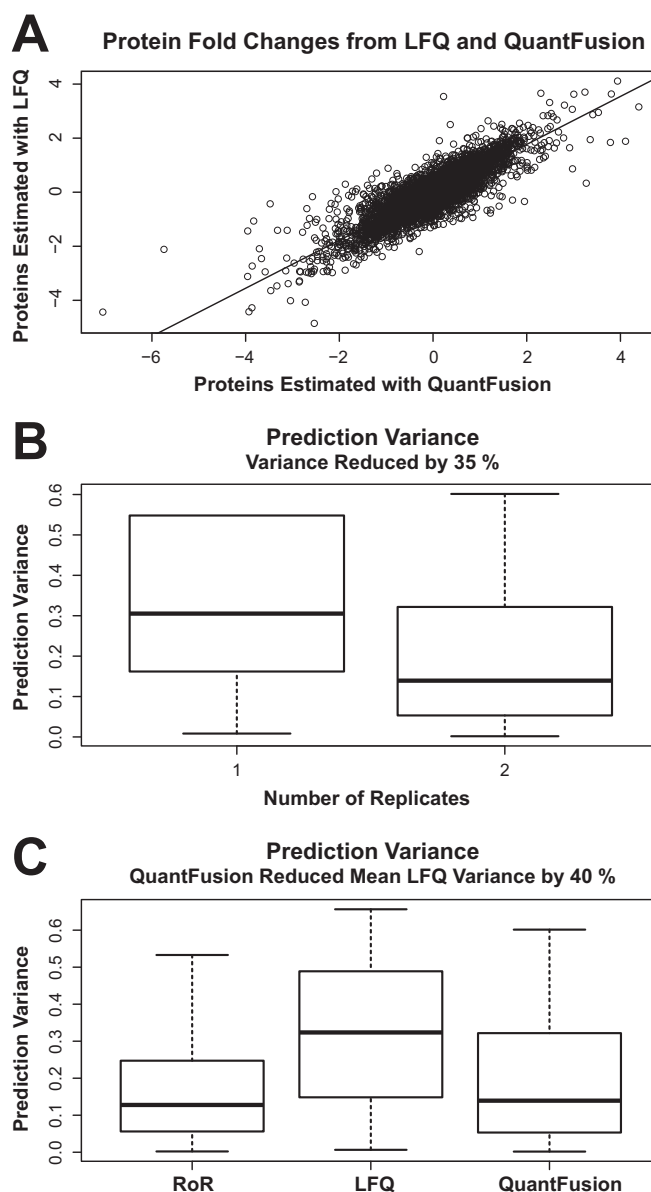 A
Protein Fold Changes from LFQ and QuantFusion
Proteins Estimated with LFQ
4
2
0
−2
−4
−6
−4
−2
0
2
4
Proteins Estimated with QuantFusion
B
Prediction Variance
Variance Reduced by 35 %
Prediction Variance
0.6
0.5
0.4
0.3
0.2
0.1
0.0
1
2
Number of Replicates
C
Prediction Variance
QuantFusion Reduced Mean LFQ Variance by 40 %
Prediction Variance
0.6
0.5
0.4
0.3
0.2
0.1
0.0
RoR
LFQ
QuantFusion